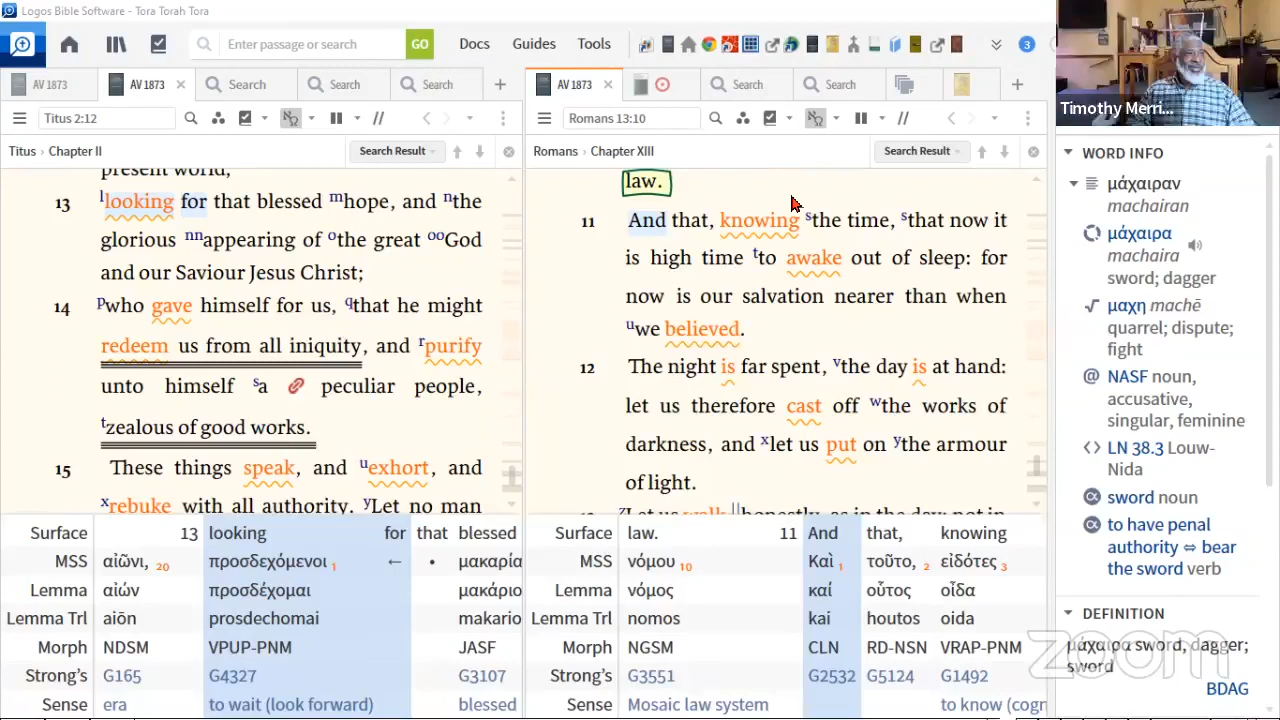 Logos Bible Software - Tora Torah Tora
Enter passage or search
GO
Docs
Guides
Tools
3
AV 1873
AV 1873
Search
Search
Search
AV 1873
Search
Search
Titus 2:12
Romans 13:10
Titus › Chapter II
Search Result
Romans › Chapter XIII
Search Result
present world,
13 l looking for that blessed m hope, and n the
glorious nn appearing of o the great oo God
and our Saviour Jesus Christ;
14 p who gave himself for us, q that he might
redeem us from all iniquity, and r purify
unto himself s a peculiar people,
t zealous of good works.
15 These things speak, and u exhort, and
x rebuke with all authority. y Let no man
law.
11 And that, knowing s the time, s that now it
is high time t to awake out of sleep: for
now is our salvation nearer than when
u we believed.
12 The night is far spent, v the day is at hand:
let us therefore cast off w the works of
darkness, and x let us put on y the armour
of light.
z Let us walk honestly, as in the day; not in
Surface 13 looking for that blessed
MSS αἰῶνι, 20 προσδεχόμενοι 1 ← • μακαρία
Lemma αἰών προσδέχομαι μακάριο
Lemma Trl aiōn prosdechomai makario
Morph NDSM VPUP-PNM JASF
Strong's G165 G4327 G3107
Sense era to wait (look forward) blessed
Surface law. 11 And that, knowing
MSS νόμου 10 Καὶ 1 τοῦτο, 2 εἰδότες 3
Lemma νόμος καί οὗτος οἶδα
Lemma Trl nomos kai houtos oida
Morph NGSM CLN RD-NSN VRAP-PNM
Strong's G3551 G2532 G5124 G1492
Sense Mosaic law system to know (cogn
Timothy Merri...
WORD INFO
μάχαιραν
machairan
μάχαιρα
machaira
sword; dagger
μαχη machē
quarrel; dispute;
fight
NASF noun,
accusative,
singular, feminine
LN 38.3 Louw-
Nida
sword noun
to have penal
authority ⇔ bear
the sword verb
DEFINITION
μάχαιρα sword, dagger;
sword
BDAG
zoom